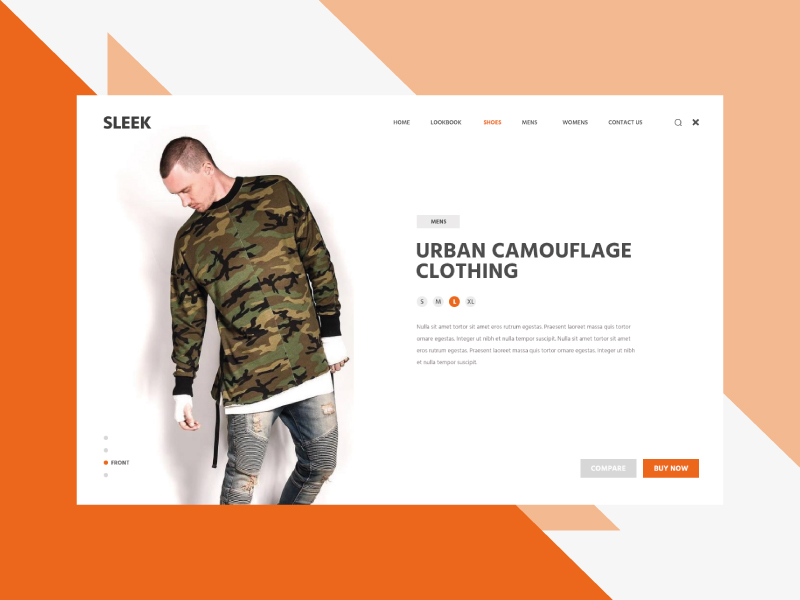 SLEEK
HOME LOOKBOOK SHOES MENS WOMENS CONTACT US
MENS
URBAN CAMOUFLAGE
CLOTHING
S M L XL
Nulla sit amet tortor sit amet eros rutrum egestas. Praesent laoreet massa quis tortor
ornare egestas. Integer ut nibh et nulla tempor suscipit. Nulla sit amet tortor sit amet
eros rutrum egestas. Praesent laoreet massa quis tortor ornare egestas. Integer ut nibh
et nulla tempor suscipit.
FRONT
COMPARE BUY NOW